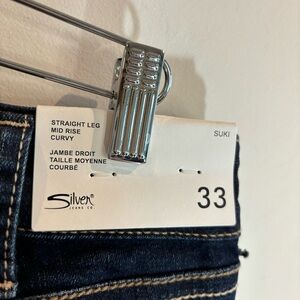 STRAIGHT LEG
MID RISE
CURVY
SUKI
JAMBE DROIT
TAILLE MOYENNE
COURBÉ
Silver
JEANS CO.
33